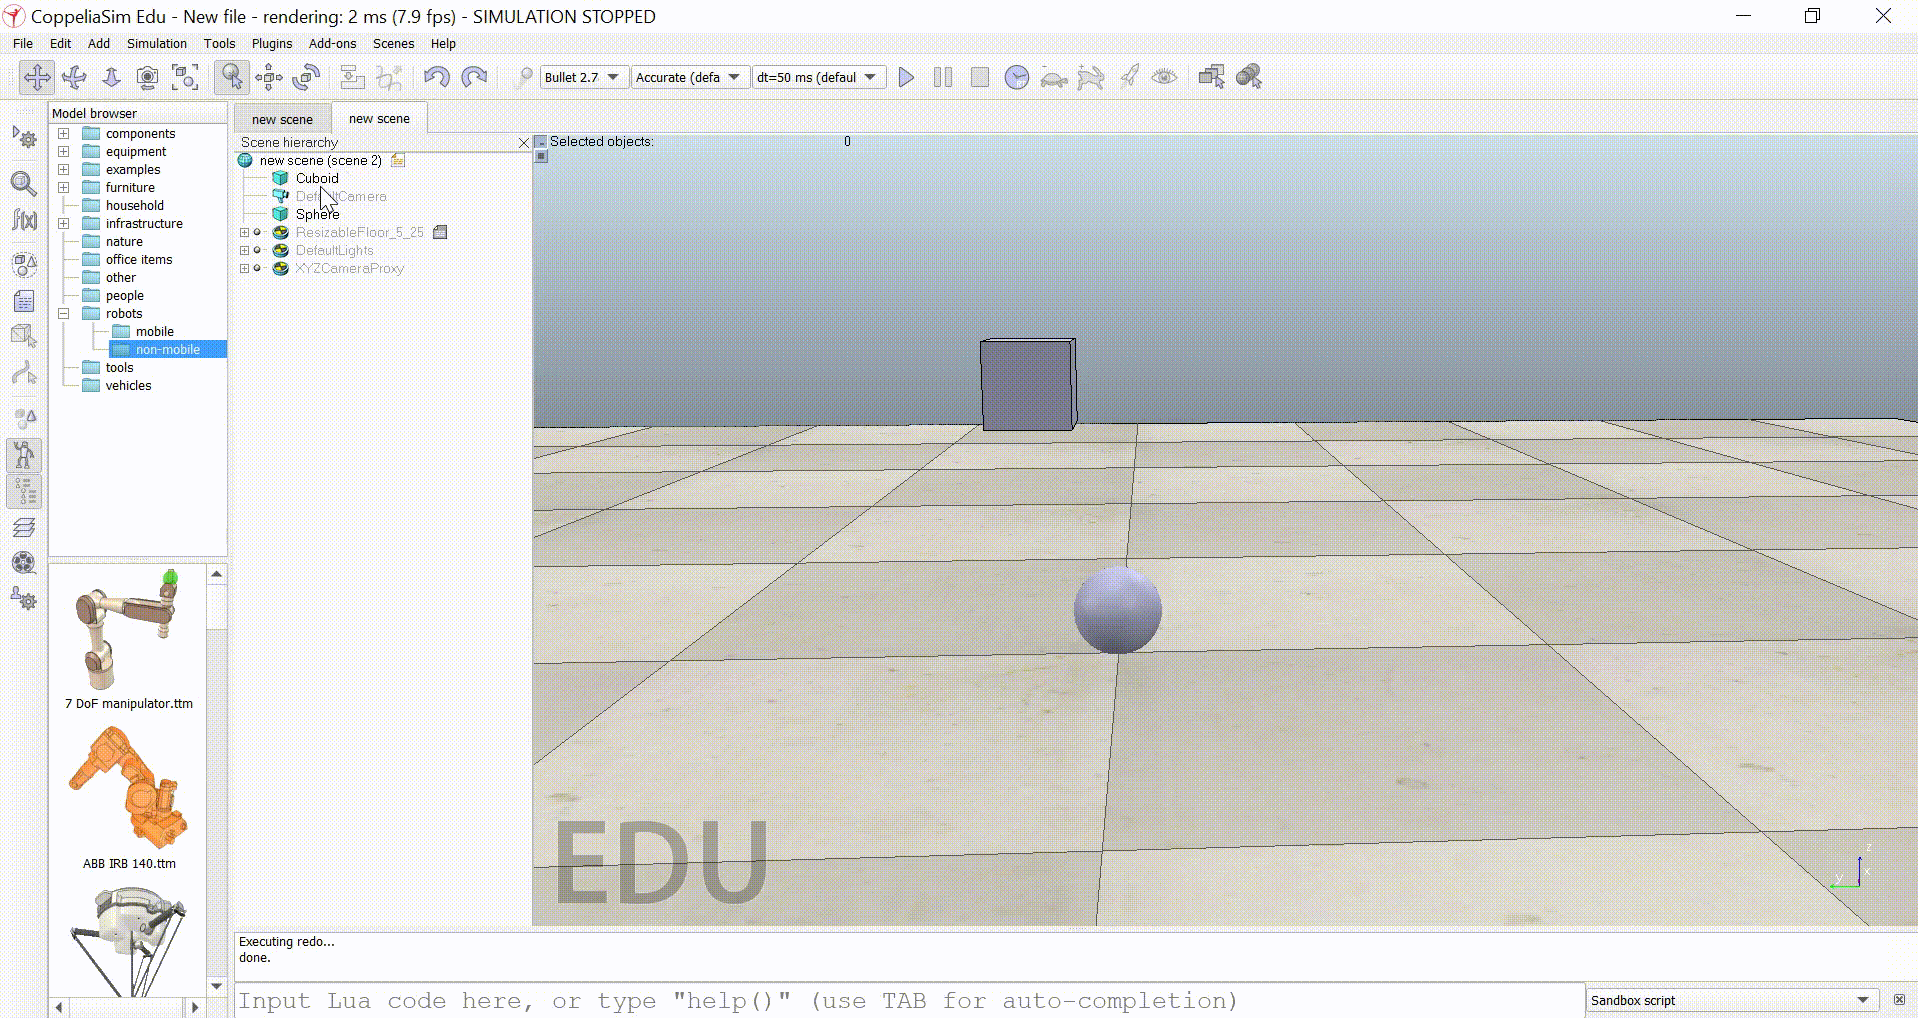 CoppeliaSim Edu - New file - rendering: 2 ms (7.9 fps) - SIMULATION STOPPED
File Edit Add Simulation Tools Plugins Add-ons Scenes Help
Bullet 2.7 Accurate (defa dt=50 ms (defaul
Model browser
components
equipment
examples
furniture
household
infrastructure
nature
office items
other
people
robots
mobile
non-mobile
tools
vehicles
7 DoF manipulator.ttm
ABB IRB 140.ttm
new scene new scene
Scene hierarchy
new scene (scene 2)
Cuboid
DefaultCamera
Sphere
ResizableFloor_5_25
DefaultLights
XYZCameraProxy
Selected objects: 0
EDU
z
x
y
Executing redo...
done.
Input Lua code here, or type "help()" (use TAB for auto-completion)
Sandbox script